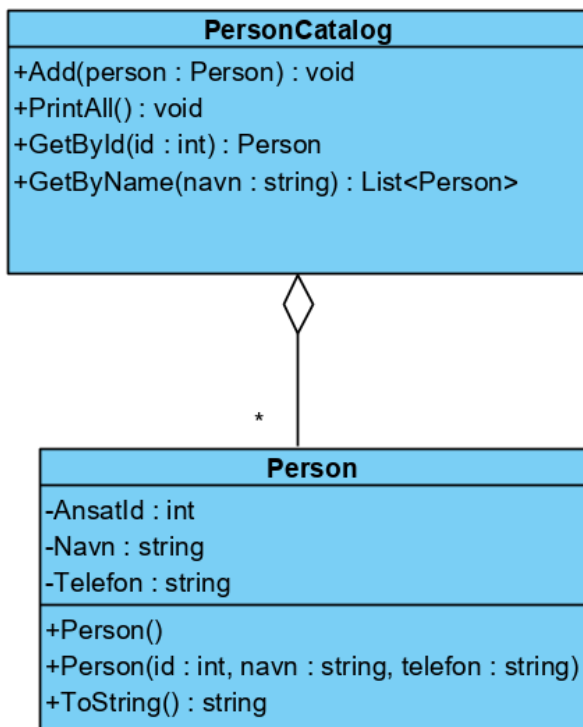 PersonCatalog
+Add(person : Person) : void
+PrintAll() : void
+GetById(id : int) : Person
+GetByName(navn : string) : List<Person>
*
Person
-AnsatId : int
-Navn : string
-Telefon : string
+Person()
+Person(id : int, navn : string, telefon : string)
+ToString() : string